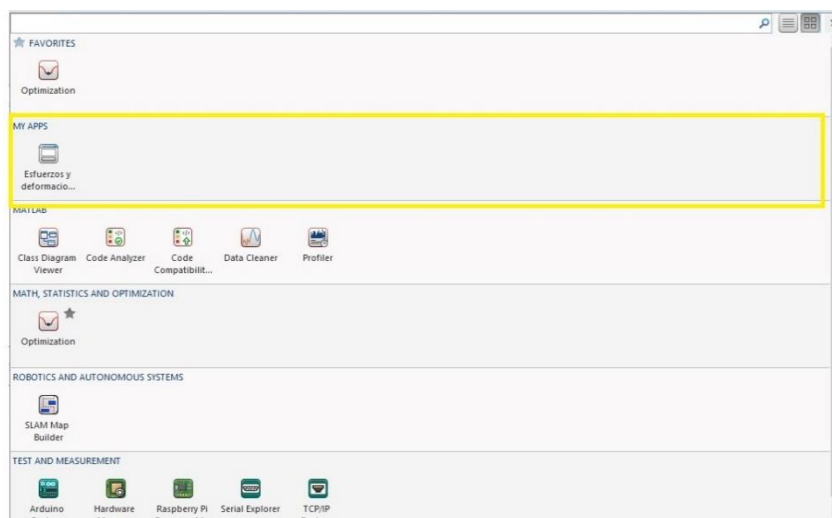 FAVORITES
Optimization
MY APPS
Esfuerzos y
deformacio...
MATLAB
Class Diagram
Viewer
Code Analyzer
Code
Compatibilit...
Data Cleaner
Profiler
MATH, STATISTICS AND OPTIMIZATION
Optimization
ROBOTICS AND AUTONOMOUS SYSTEMS
SLAM Map
Builder
TEST AND MEASUREMENT
Arduino
Hardware
Raspberry Pi
Serial Explorer
TCP/IP